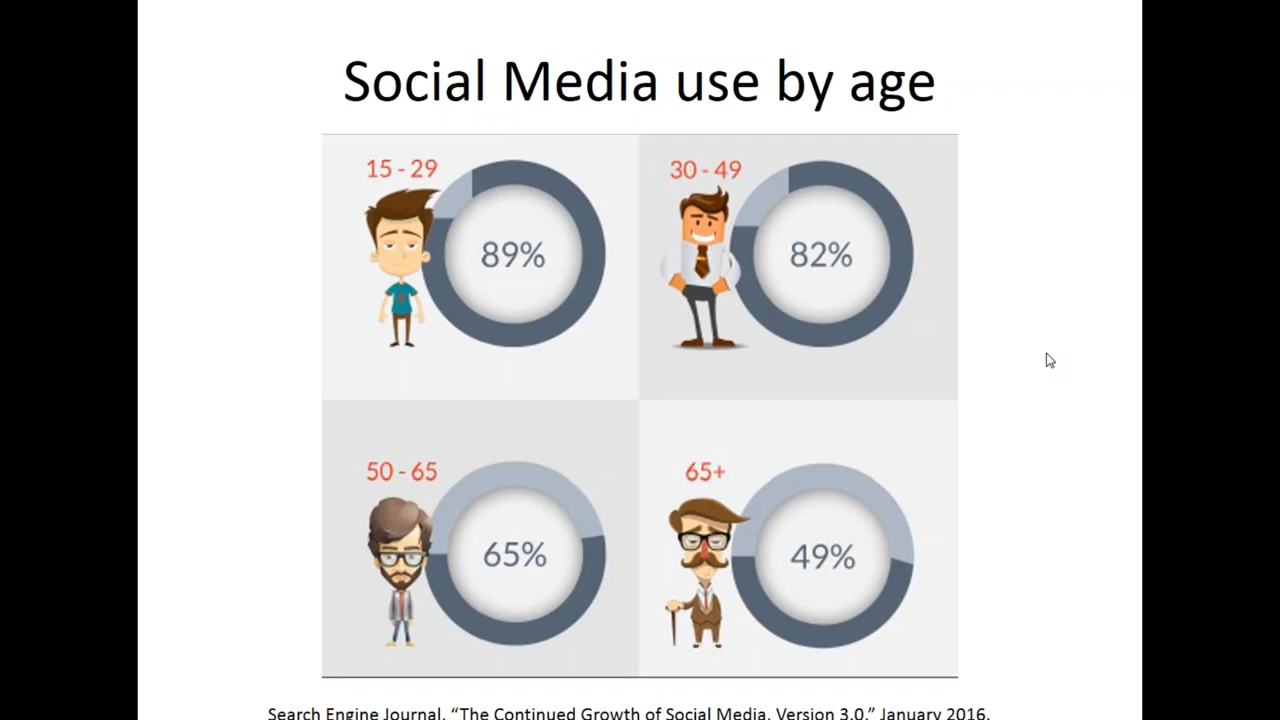 Social Media use by age
15 - 29
89%
30 - 49
82%
50 - 65
65%
65+
49%
Search Engine Journal. “The Continued Growth of Social Media. Version 3.0.” January 2016.